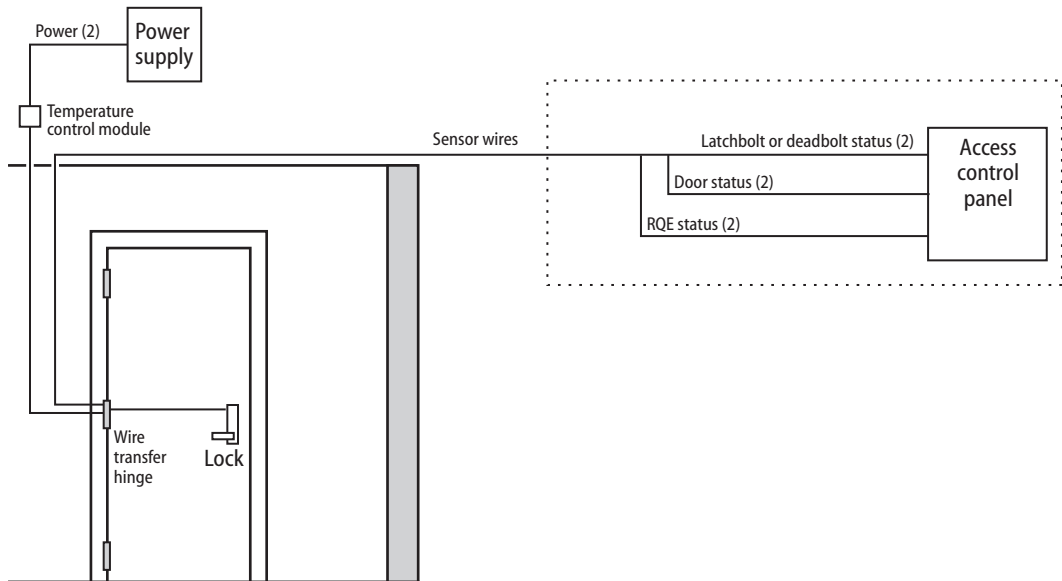 Power (2)
Power
supply
Temperature
control module
Sensor wires
Latchbolt or deadbolt status (2)
Door status (2)
RQE status (2)
Access
control
panel
Wire
transfer
hinge
Lock